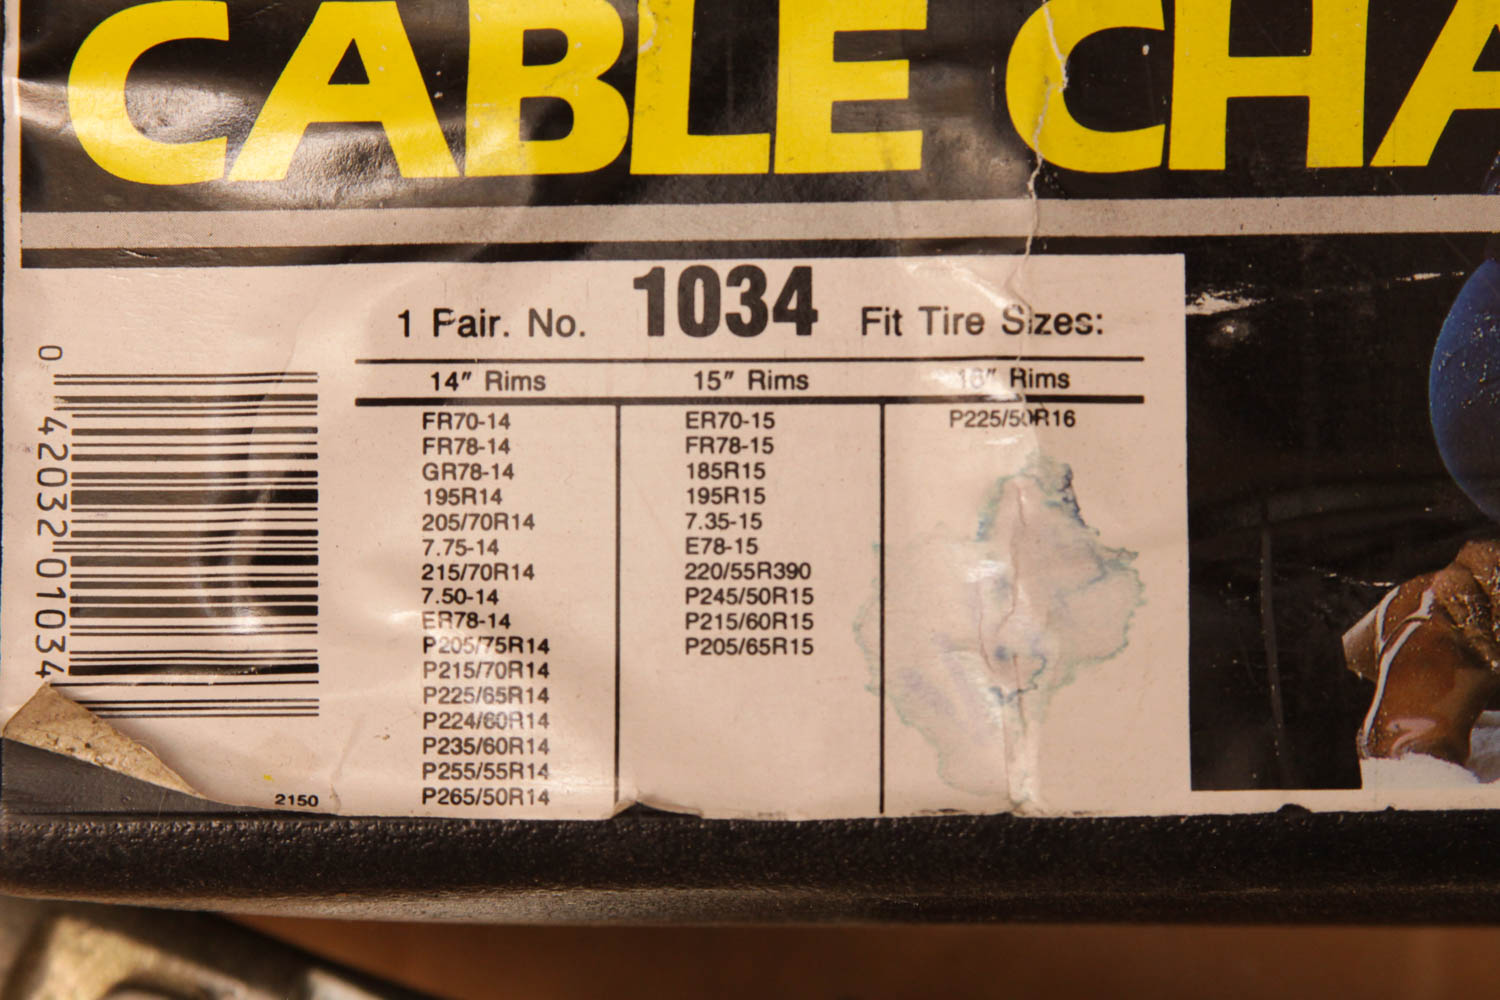 CABLE CHA
1 Pair. No. 1034 Fit Tire Sizes:
14" Rims
FR70-14
FR78-14
GR78-14
195R14
205/70R14
7.75-14
215/70R14
7.50-14
ER78-14
P205/75R14
P215/70R14
P225/65R14
P224/60R14
P235/60R14
P255/55R14
P265/50R14
15" Rims
ER70-15
FR78-15
185R15
195R15
7.35-15
E78-15
220/55R390
P245/50R15
P215/60R15
P205/65R15
16" Rims
P225/50R16
0 42032 01034
2150